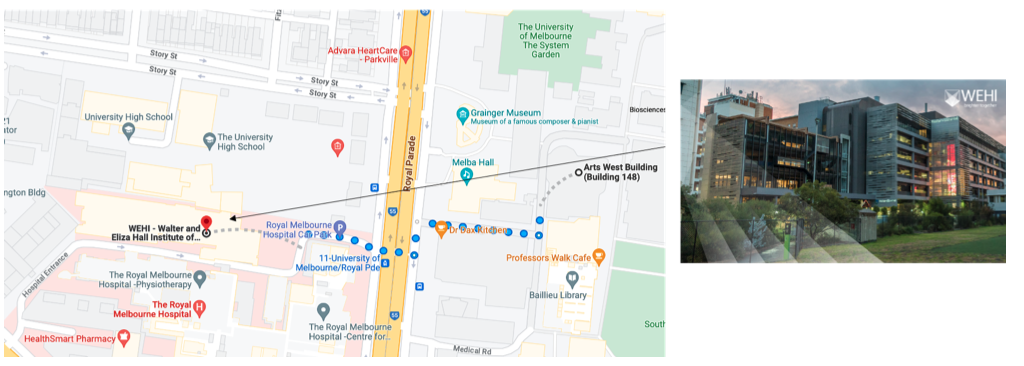 Story St
Story St
Story St
Story St
Advara HeartCare
- Parkville
The University
of Melbourne
The System
Garden
University High School
The University
High School
Grainger Museum
Museum of a famous composer & pianist
Biosciences
21
ator
Royal Parade
Melba Hall
Arts West Building
(Building 148)
ngton Bldg
55
WEHI - Walter and
Eliza Hall Institute of...
Royal Melbourne
Hospital Car Park
P
Dr Dax Kitchen
11-University of
Melbourne/Royal Pde
Professors Walk Cafe
Hospital Entrance
The Royal Melbourne
Hospital -Physiotherapy
Baillieu Library
The Royal
Melbourne Hospital
H
55
The Royal Melbourne
Hospital -Centre for...
South
HealthSmart Pharmacy
Medical Rd
WEHI